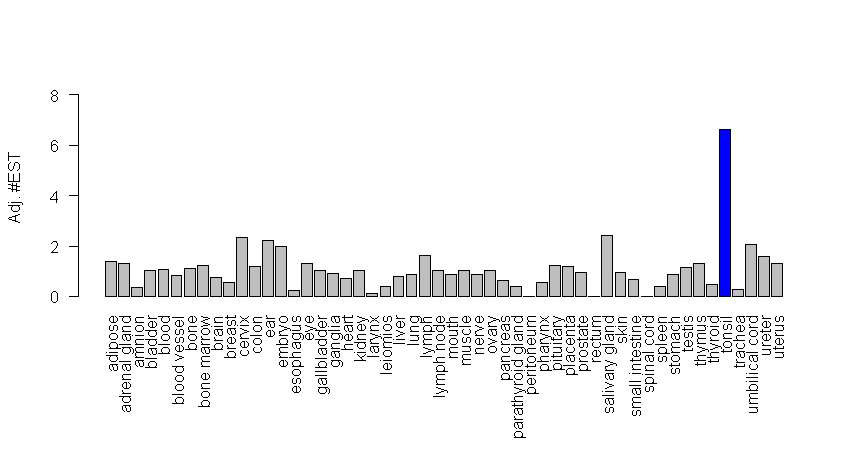 Adj. #EST
8
6
4
2
0
adipose
adrenal gland
amnion
bladder
blood
blood vessel
bone
bone marrow
brain
breast
cervix
colon
ear
embryo
esophagus
eye
gallbladder
ganglia
heart
kidney
larynx
leiomios
liver
lung
lymph
lymph node
mouth
muscle
nerve
ovary
pancreas
parathyroid gland
peritoneum
pharynx
pituitary
placenta
prostate
rectum
salivary gland
skin
small intestine
spinal cord
spleen
stomach
testis
thymus
thyroid
tonsil
trachea
umbilical cord
ureter
uterus